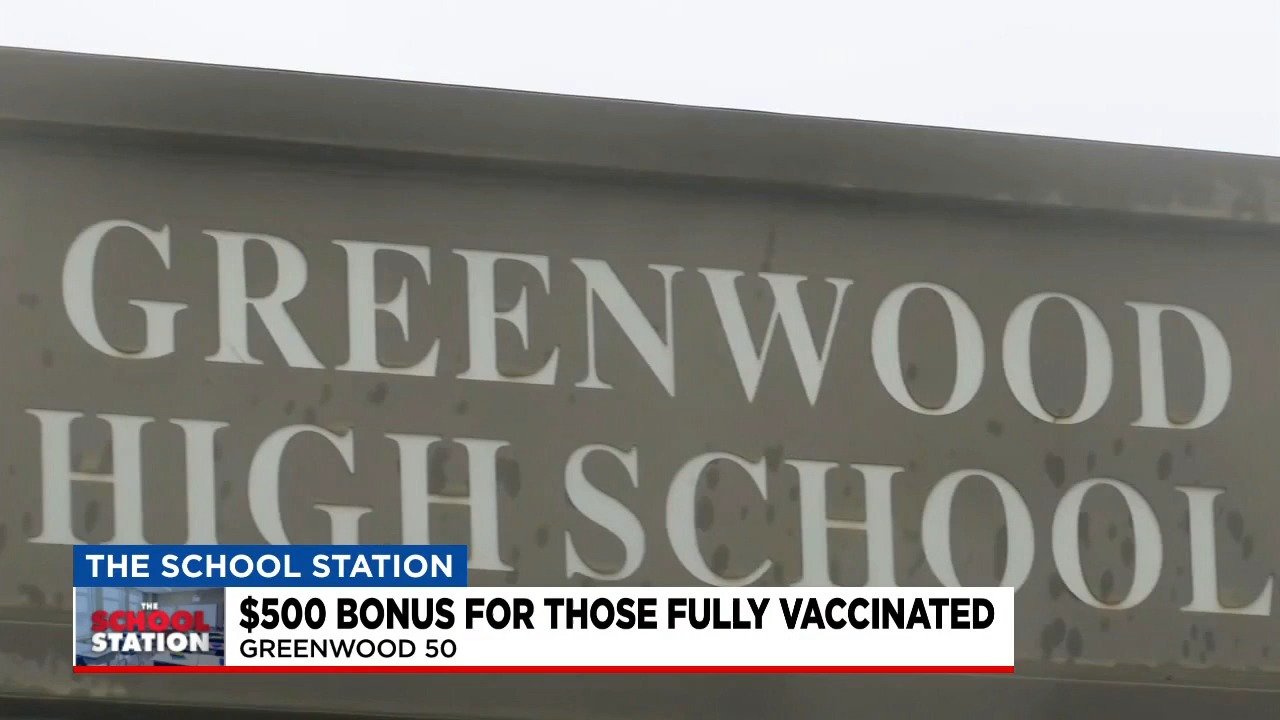 GREENWOOD
HIGH SCHOOL
THE SCHOOL STATION
THE
SCHOOL
STATION
$500 BONUS FOR THOSE FULLY VACCINATED
GREENWOOD 50